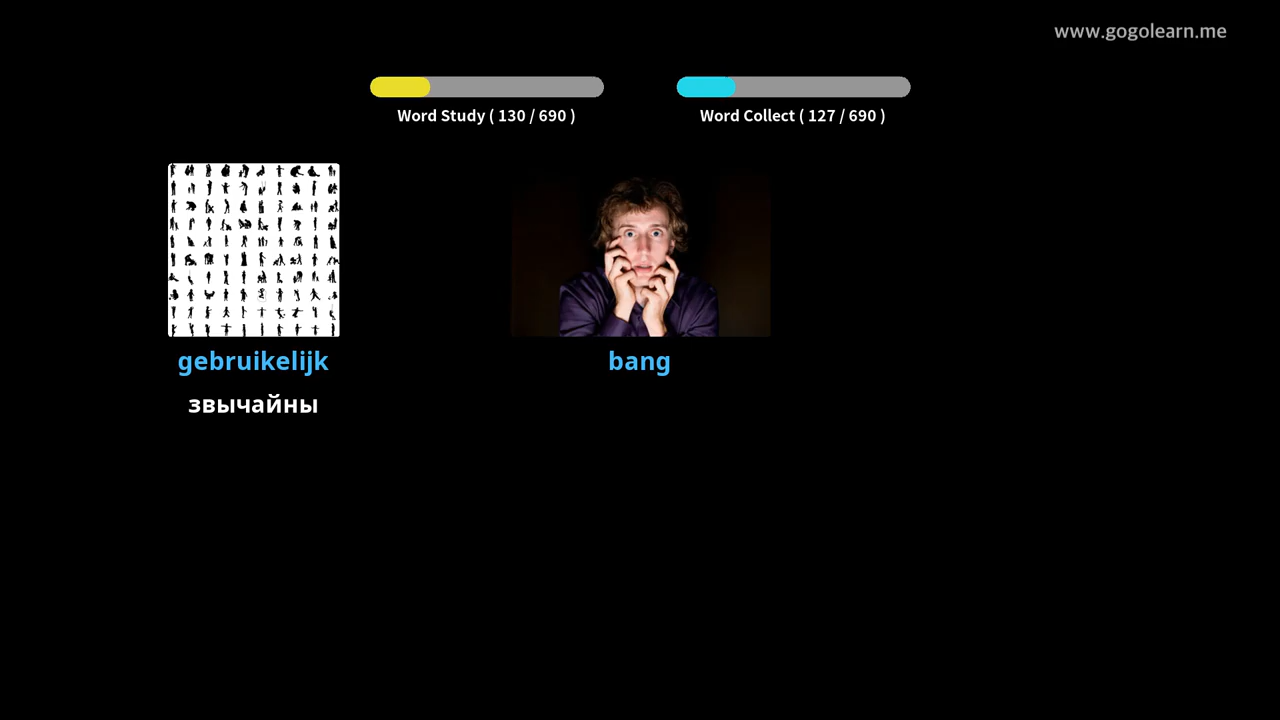 www.gogolearn.me
Word Study ( 130 / 690 )
Word Collect ( 127 / 690 )
gebruikelijk
bang
звычайны